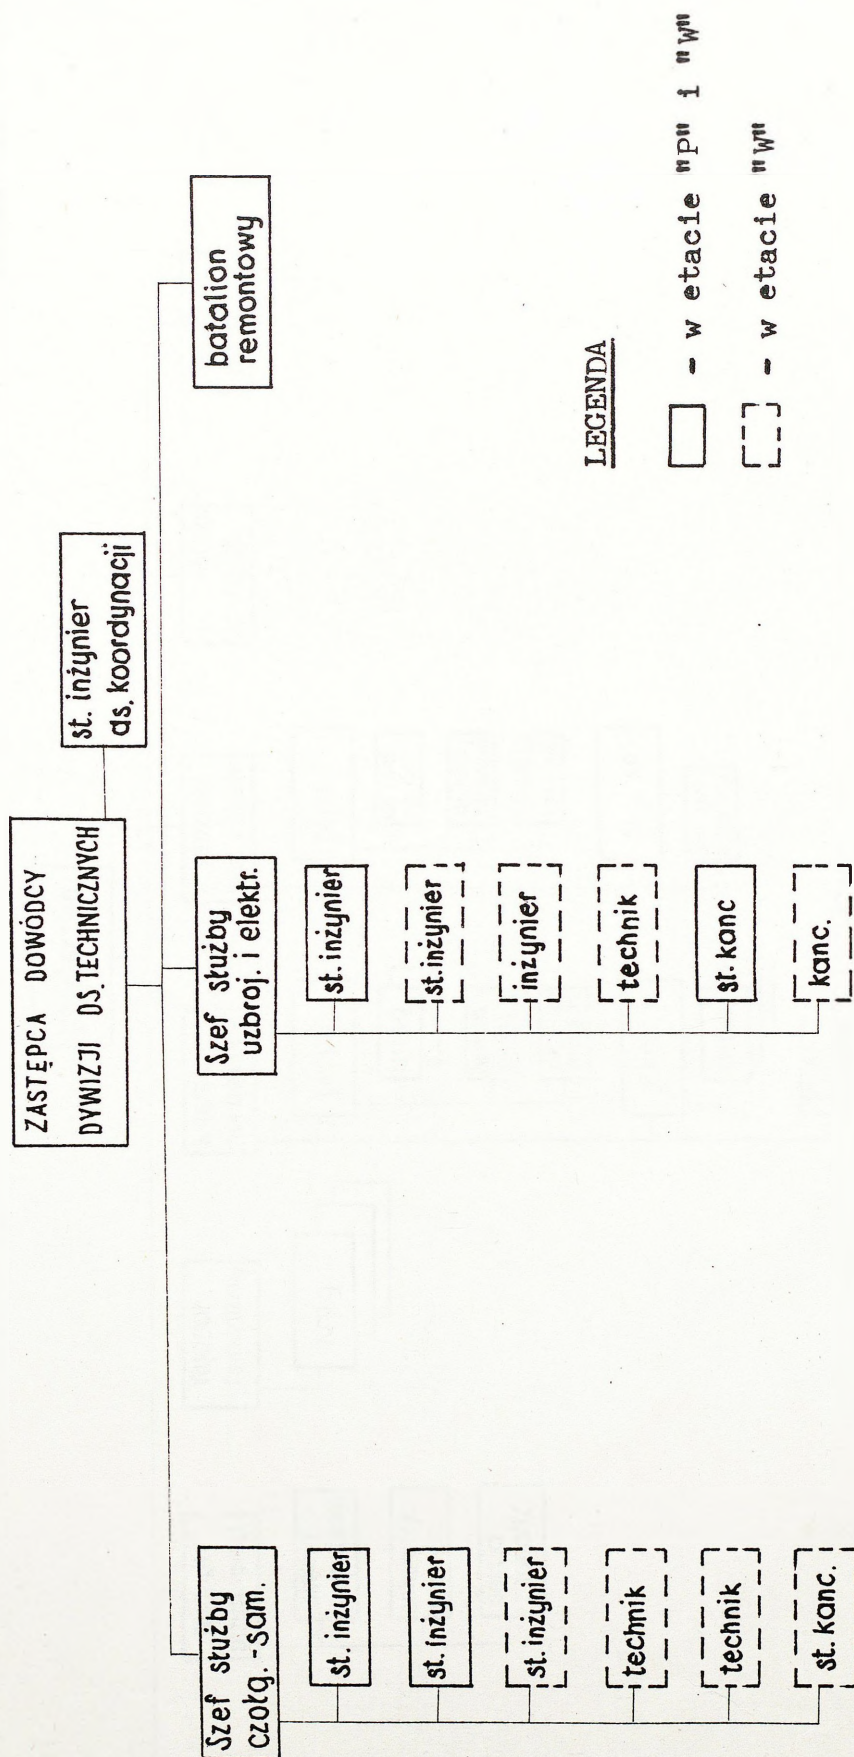 ZASTĘPCA DOWÓDCY
DYWIZJI DS. TECHNICZNYCH
st. inżynier
ds. koordynacji
Szef służby
czołg. - sam.
st. inżynier
st. inżynier
st. inżynier
technik
technik
st. kanc.
Szef służby
uzbroj. i elektr.
st. inżynier
st. inżynier
inżynier
technik
st. kanc
kanc.
batalion
remontowy
LEGENDA
- w etacie "P" i "W"
- w etacie "W"